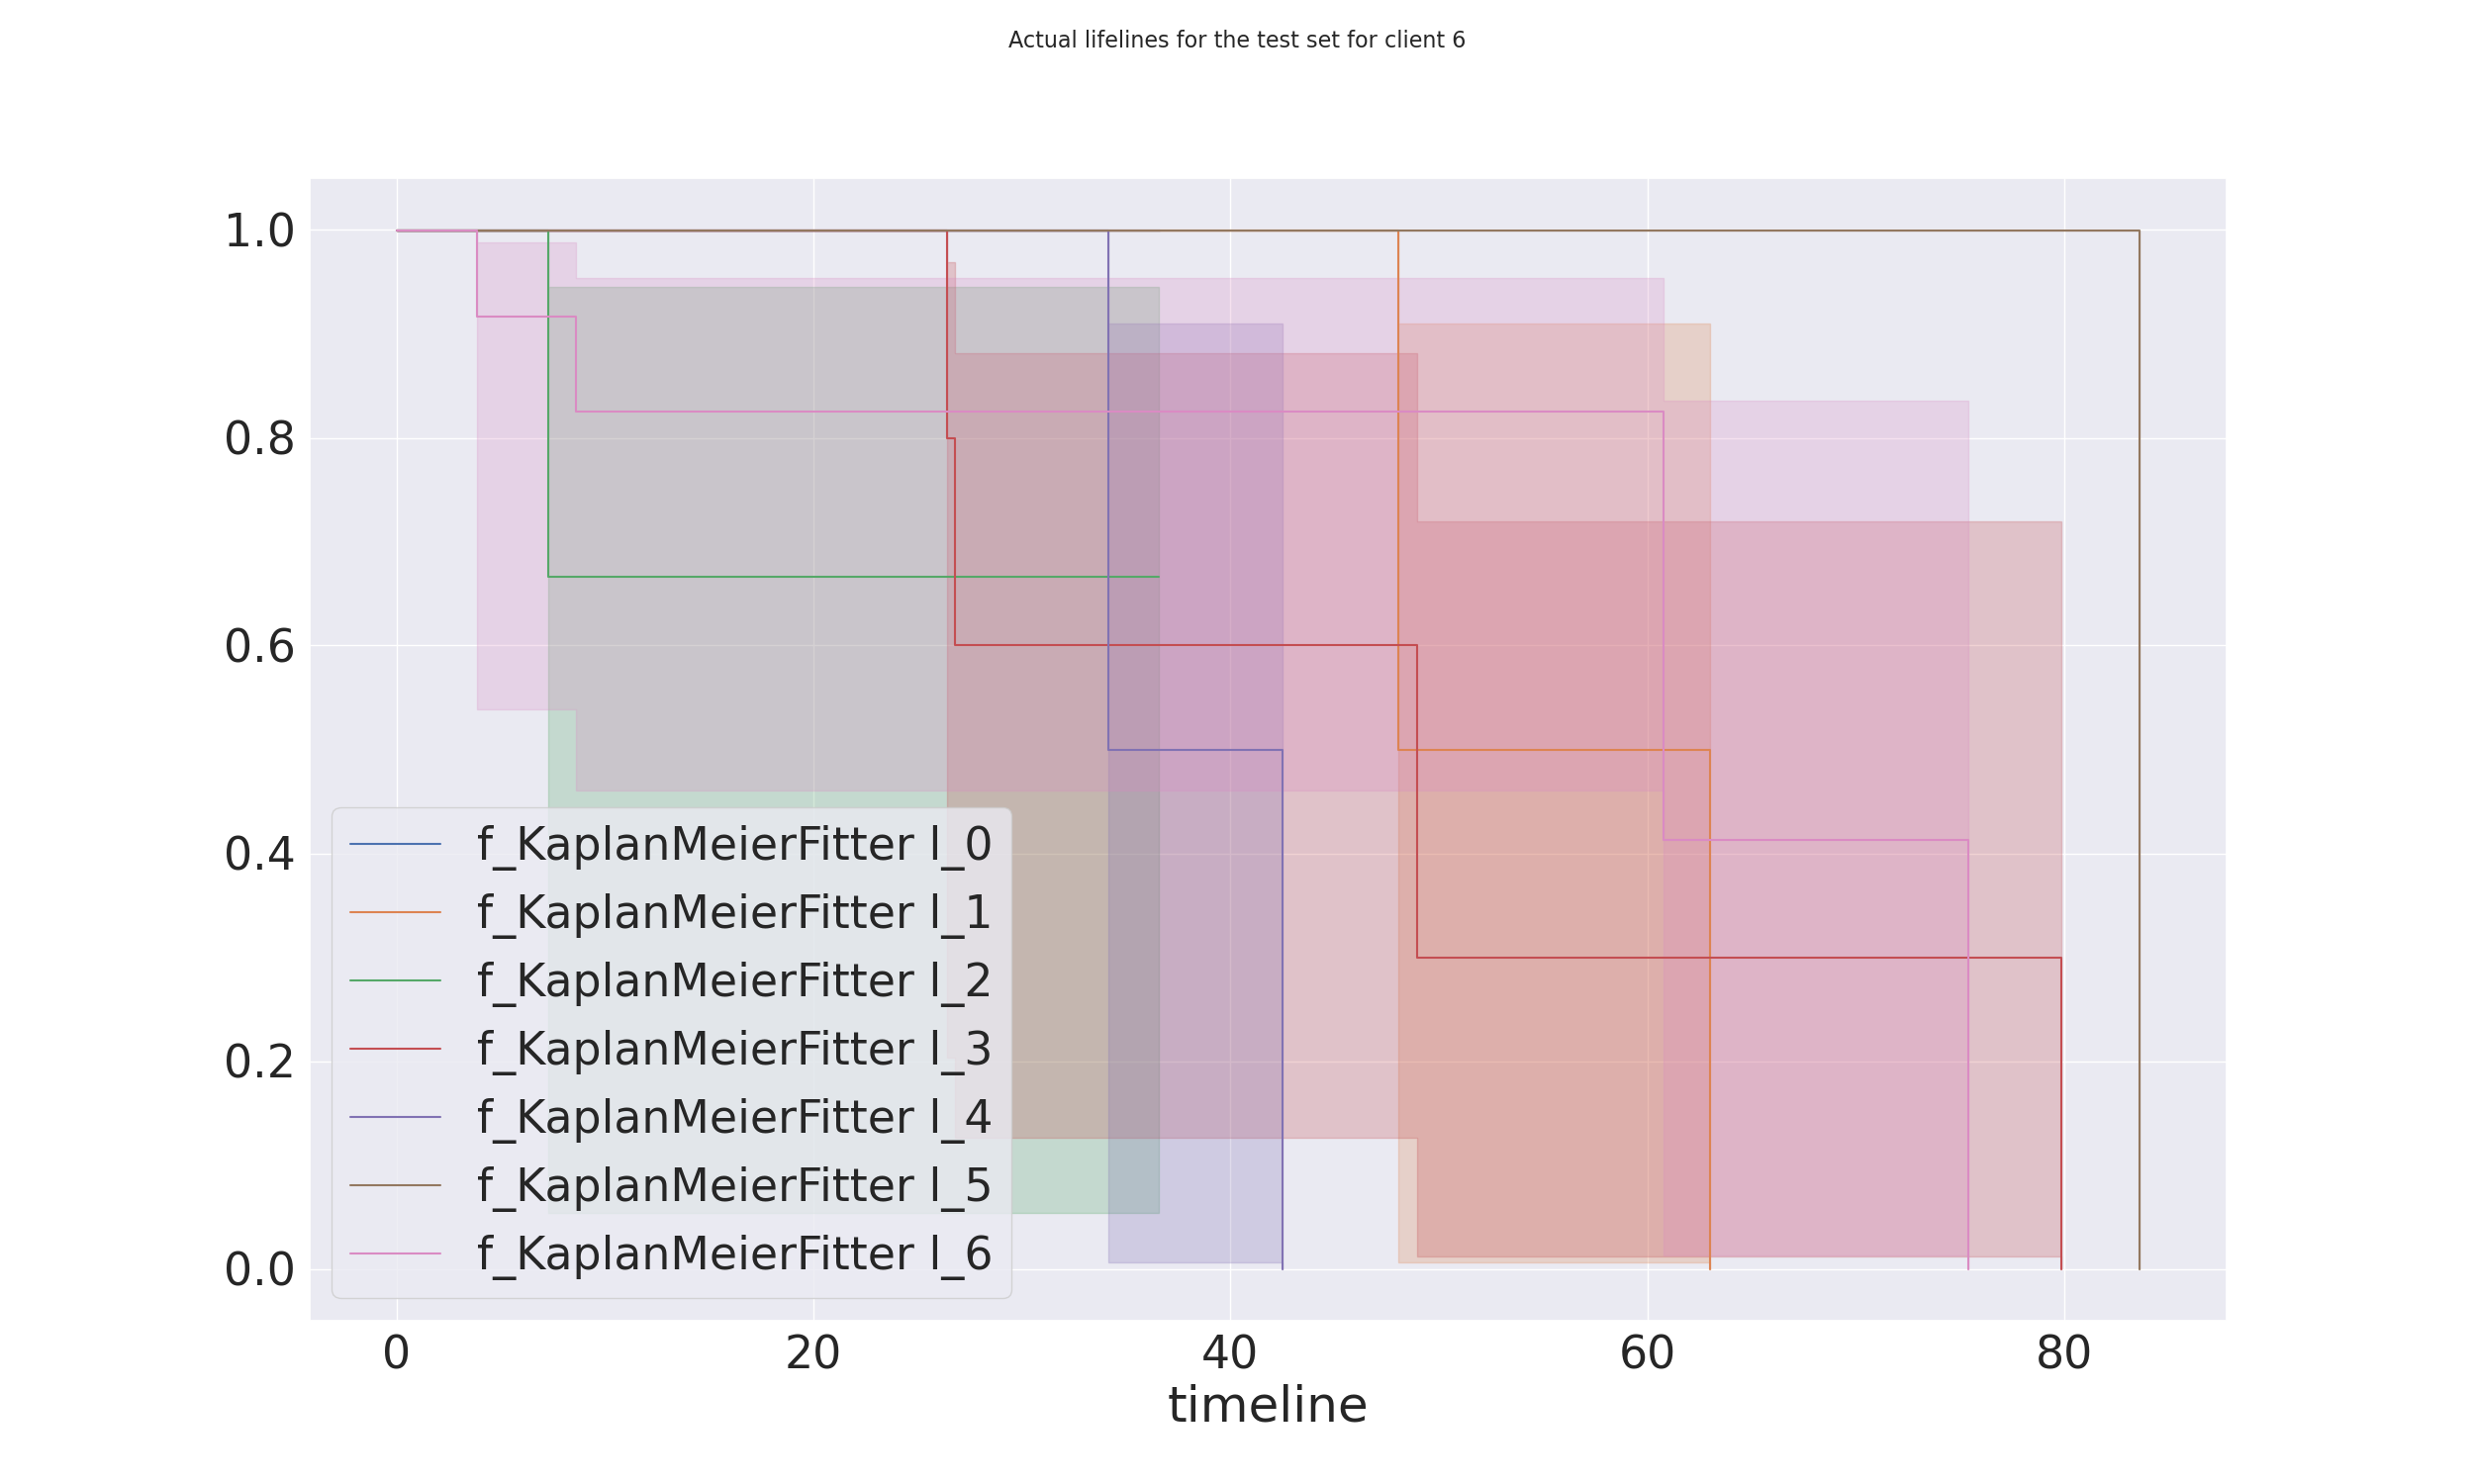 Actual lifelines for the test set for client 6
1.0
0.8
0.6
0.4
0.2
0.0
f_KaplanMeierFitter l_0
f_KaplanMeierFitter l_1
f_KaplanMeierFitter l_2
f_KaplanMeierFitter l_3
f_KaplanMeierFitter l_4
f_KaplanMeierFitter l_5
f_KaplanMeierFitter l_6
0 20 40 60 80
timeline